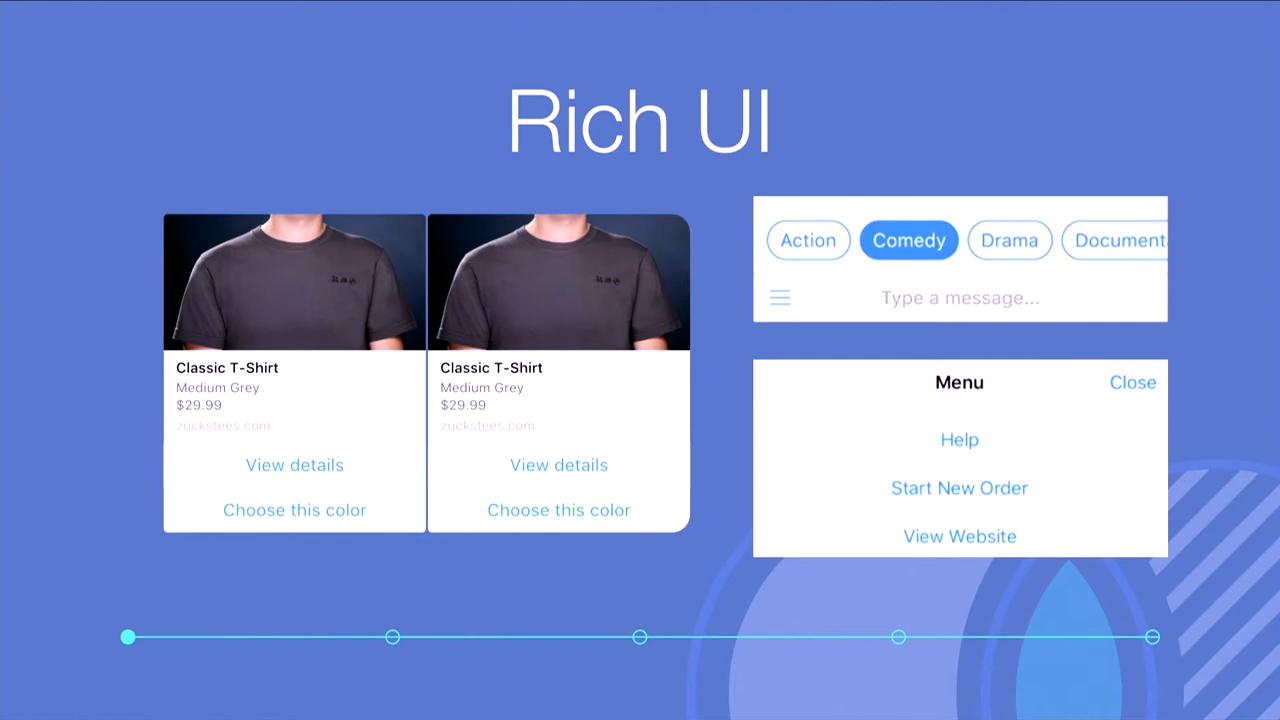 Rich UI
Classic T-Shirt
Medium Grey
$29.99
zuckstees.com
View details
Choose this color
Classic T-Shirt
Medium Grey
$29.99
zuckstees.com
View details
Choose this color
Action Comedy Drama Document
Type a message...
Menu Close
Help
Start New Order
View Website